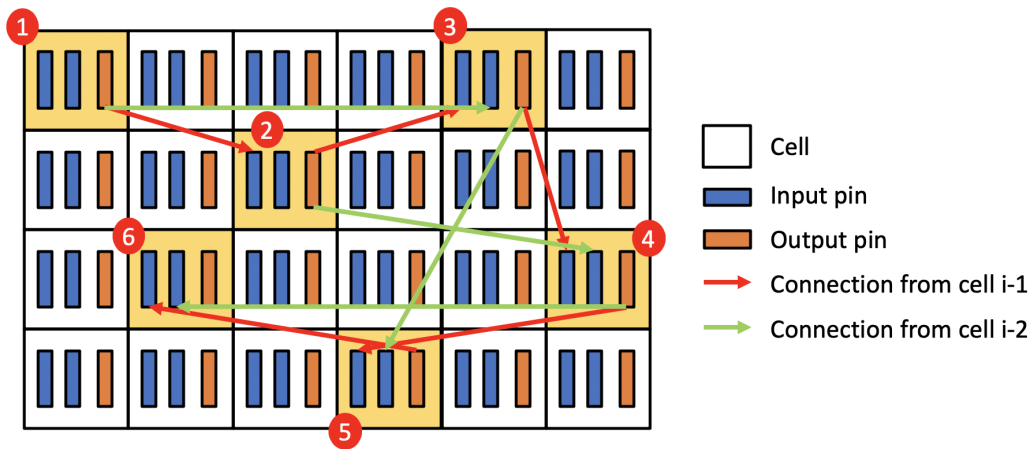 1
3
2
6
4
5
Cell
Input pin
Output pin
Connection from cell i-1
Connection from cell i-2